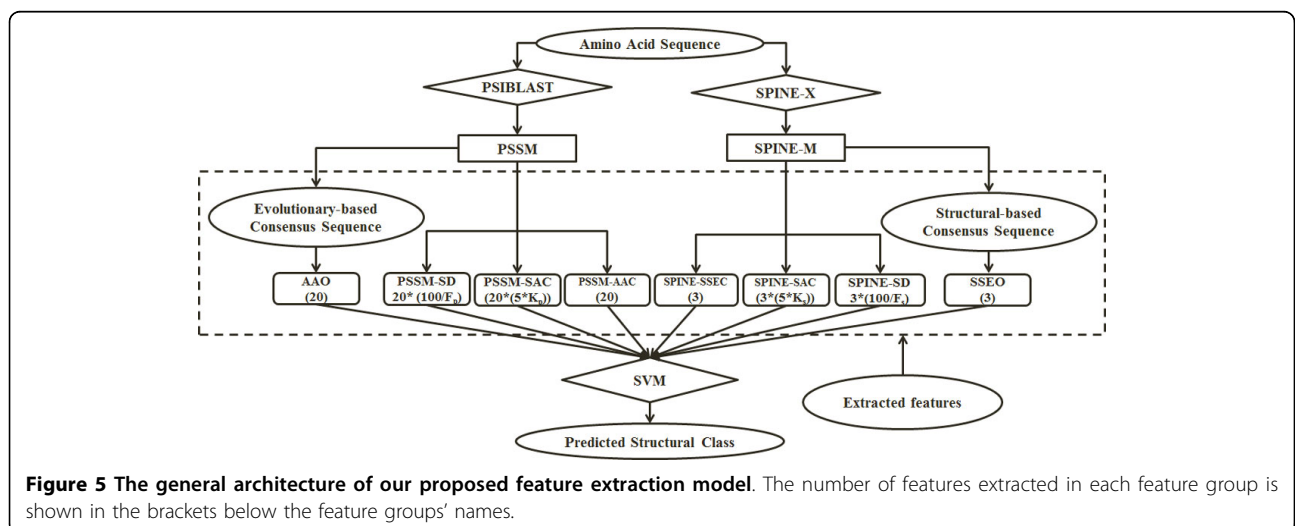 Amino Acid Sequence
PSIBLAST
SPINE-X
PSSM
SPINE-M
Evolutionary-based
Consensus Sequence
Structural-based
Consensus Sequence
AAO
(20)
PSSM-SD
20* (100/Fp)
PSSM-SAC
(20*(5*Kp))
PSSM-AAC
(20)
SPINE-SSEC
(3)
SPINE-SAC
(3*(5*Ks))
SPINE-SD
3*(100/Fs)
SSEO
(3)
SVM
Extracted features
Predicted Structural Class
Figure 5 The general architecture of our proposed feature extraction model. The number of features extracted in each feature group is
shown in the brackets below the feature groups' names.